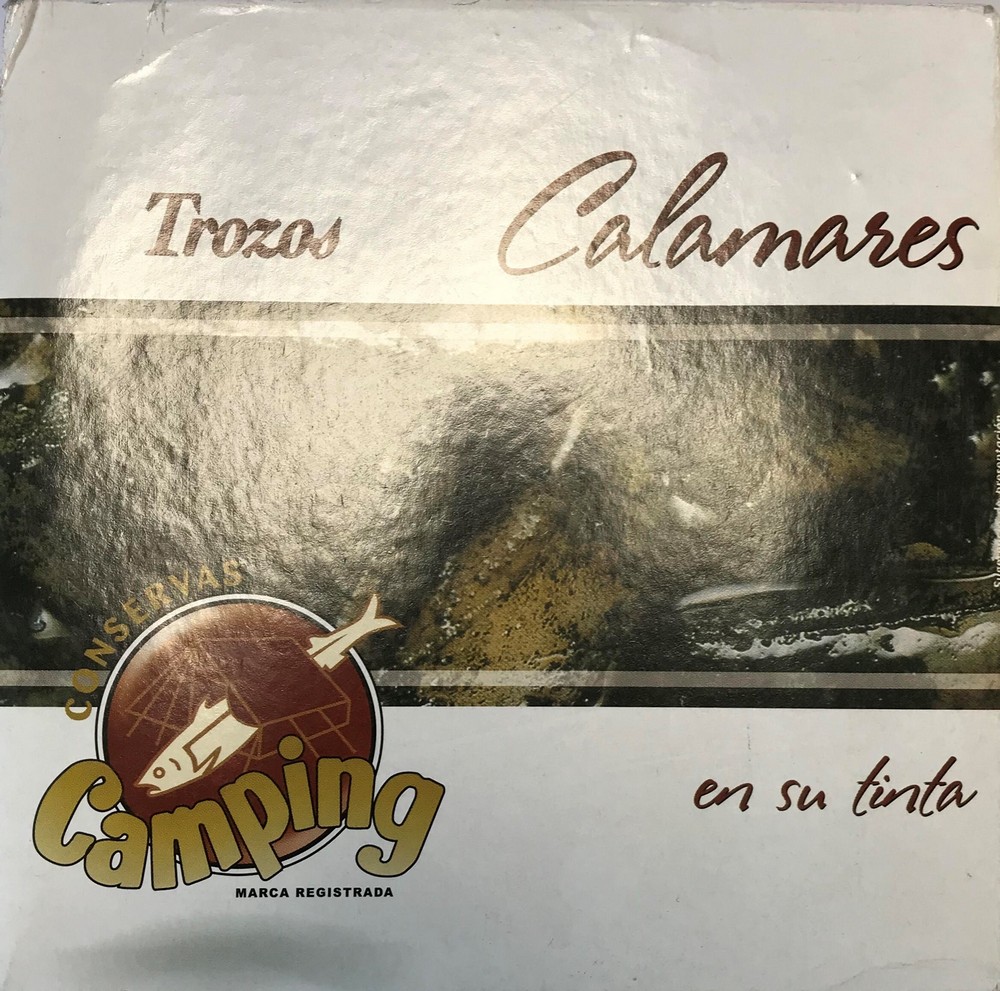 Trozos Calamares
CONSERVAS
Camping
MARCA REGISTRADA
en su tinta